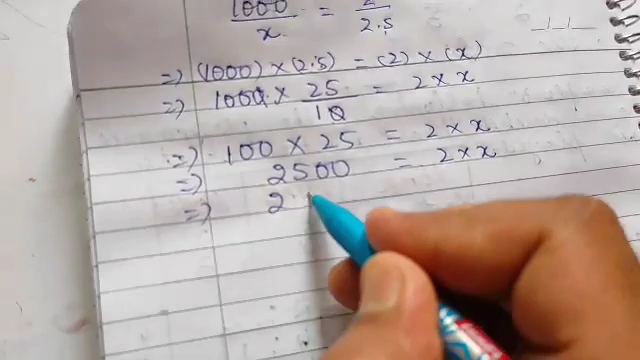 1000/x = 2/2.5
=> (1000) × (2.5) = (2) × (x)
=> 1000 × 25/10 = 2 × x
=> 100 × 25 = 2 × x
=> 2500 = 2 × x
=> 2